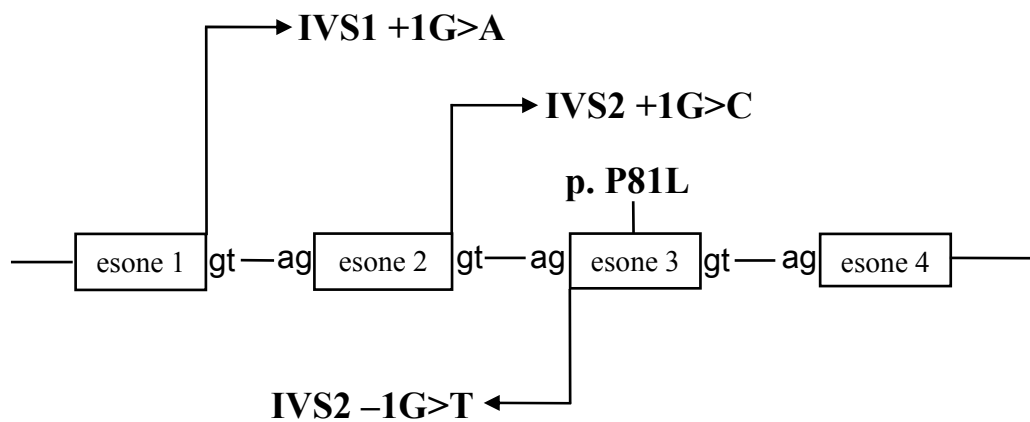 IVS1 +1G>A
IVS2 +1G>C
p. P81L
esone 1 gt ag esone 2 gt ag esone 3 gt ag esone 4
IVS2 –1G>T